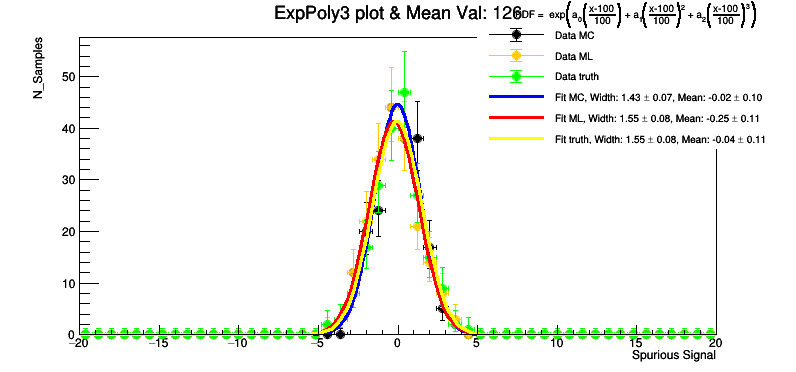 ExpPoly3 plot & Mean Val: 126
PDF = exp(a0(x-100/100) + a1(x-100/100)^2 + a2(x-100/100)^3)
Data MC
Data ML
Data truth
Fit MC, Width: 1.43 ± 0.07, Mean: -0.02 ± 0.10
Fit ML, Width: 1.55 ± 0.08, Mean: -0.25 ± 0.11
Fit truth, Width: 1.55 ± 0.08, Mean: -0.04 ± 0.11
N_Samples
50
40
30
20
10
0
−20 −15 −10 −5 0 5 10 15 20
Spurious Signal